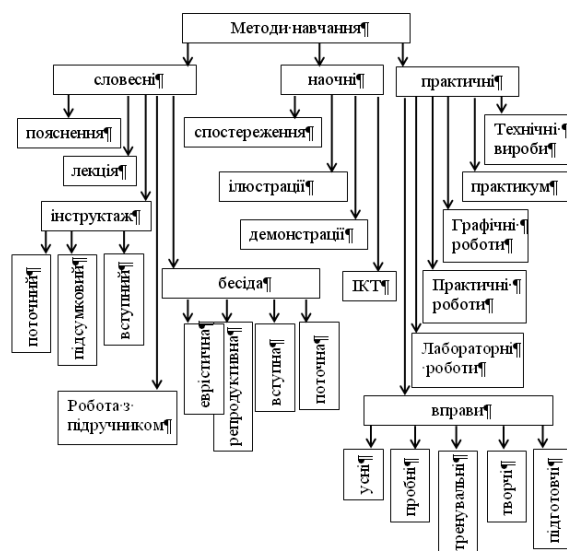 Методи·навчання¶
словесні¶
наочні¶
практичні¶
пояснення¶
спостереження¶
Технічні·¶
вироби¶
лекція¶
ілюстрації¶
практикум¶
інструктаж¶
демонстрації¶
Графічні·¶
роботи¶
поточний¶
підсумковий¶
вступний¶
бесіда¶
ІКТ¶
Практичні·¶
роботи¶
еврістична¶
репродуктивна¶
вступна¶
поточна¶
Лабораторні¶
·роботи¶
Робота·з·
підручником¶
вправи¶
усні¶
пробні¶
тренувальні¶
творчі¶
підготовчі¶